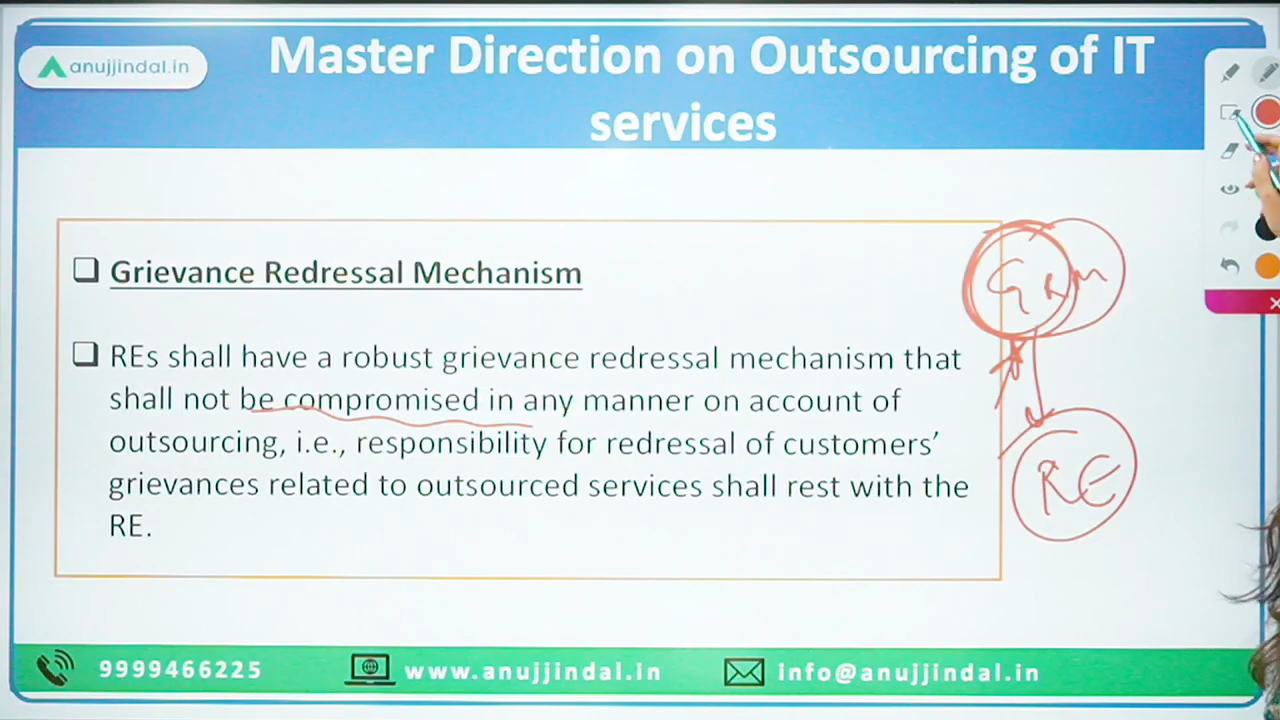 anujjindal.in
Master Direction on Outsourcing of IT
services
Grievance Redressal Mechanism
REs shall have a robust grievance redressal mechanism that
shall not be compromised in any manner on account of
outsourcing, i.e., responsibility for redressal of customers’
grievances related to outsourced services shall rest with the
RE.
GRM
RE
9999466225 www.anujjindal.in info@anujjindal.in